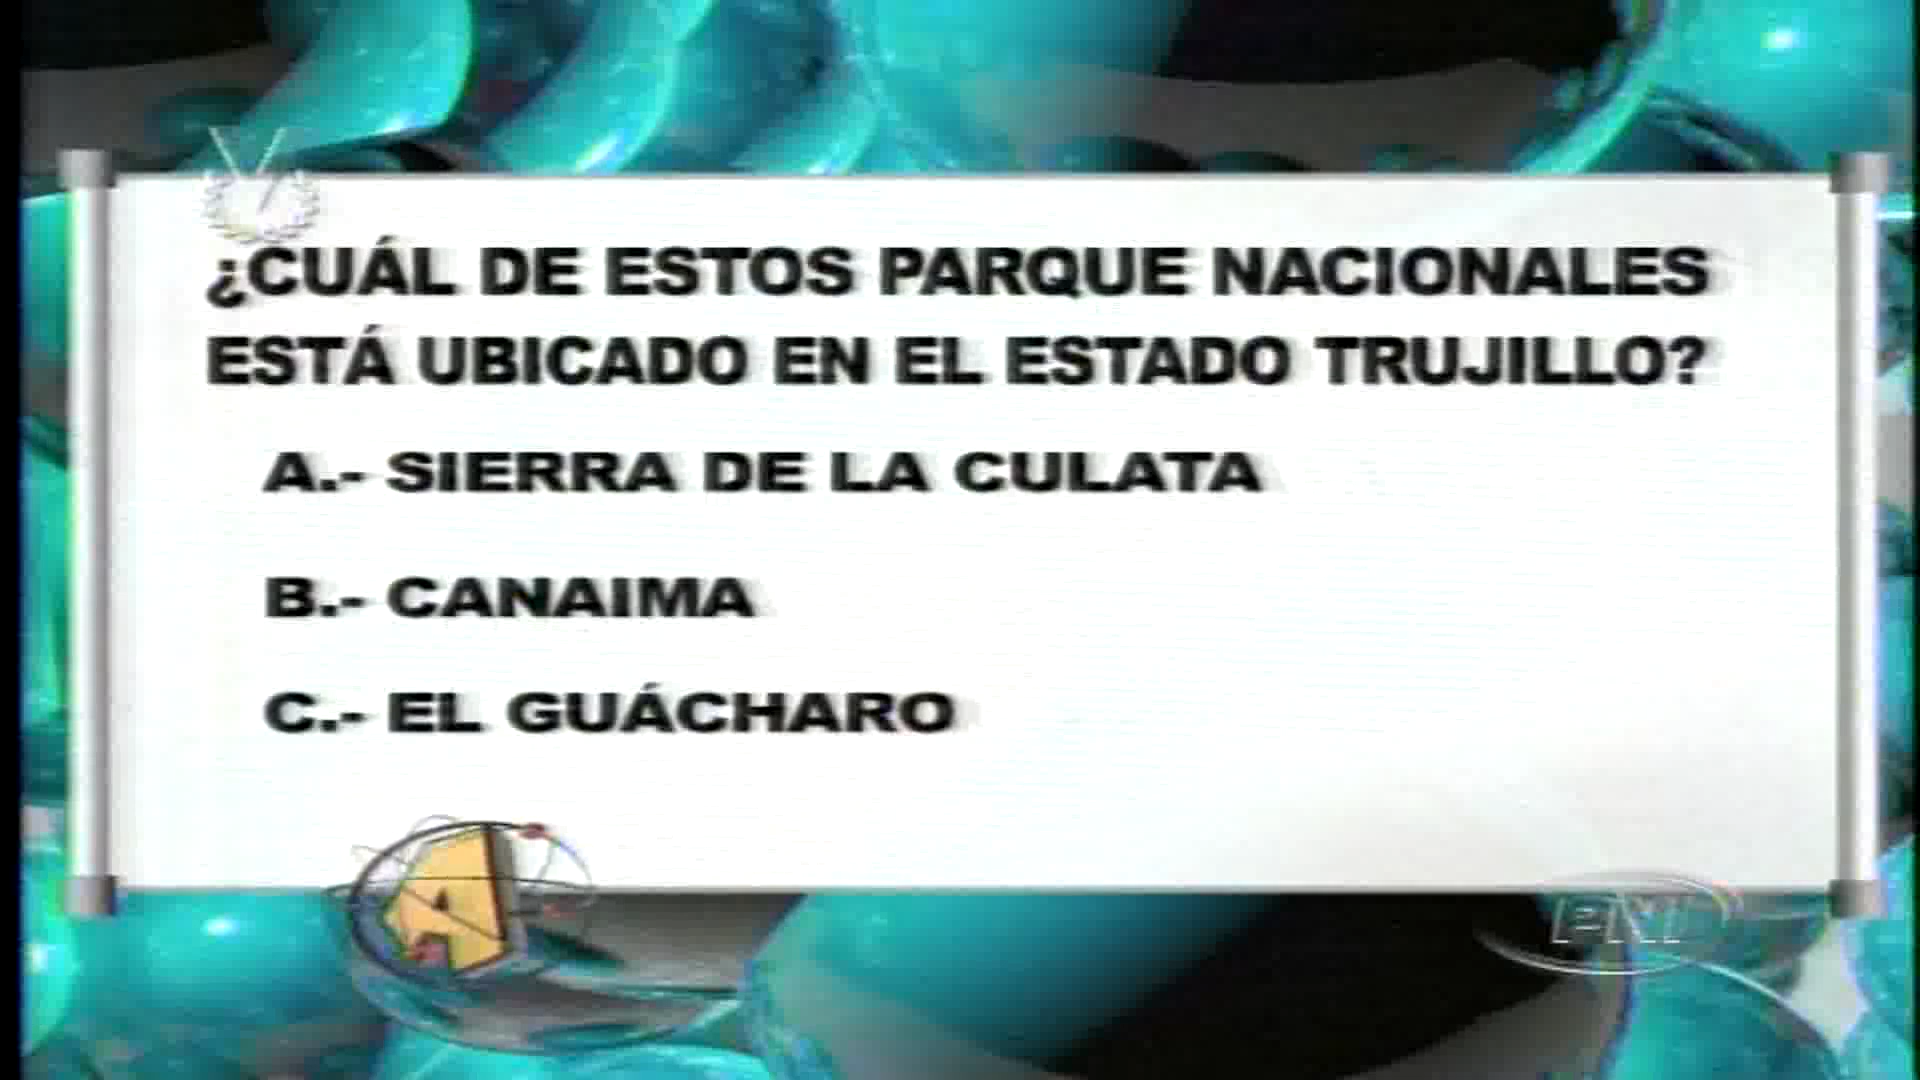 ¿CUÁL DE ESTOS PARQUE NACIONALES
ESTÁ UBICADO EN EL ESTADO TRUJILLO?
A.- SIERRA DE LA CULATA
B.- CANAIMA
C.- EL GUÁCHARO